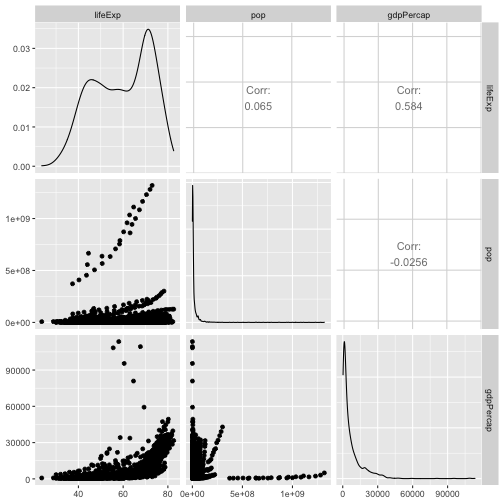 lifeExp pop gdpPercap
0.03
0.02
0.01
0.00
Corr:
0.065
Corr:
0.584
lifeExp
1e+09
5e+08
0e+00
Corr:
-0.0256
pop
90000
60000
30000
0
gdpPercap
40 60 80 0e+00 5e+08 1e+09 0 30000 60000 90000